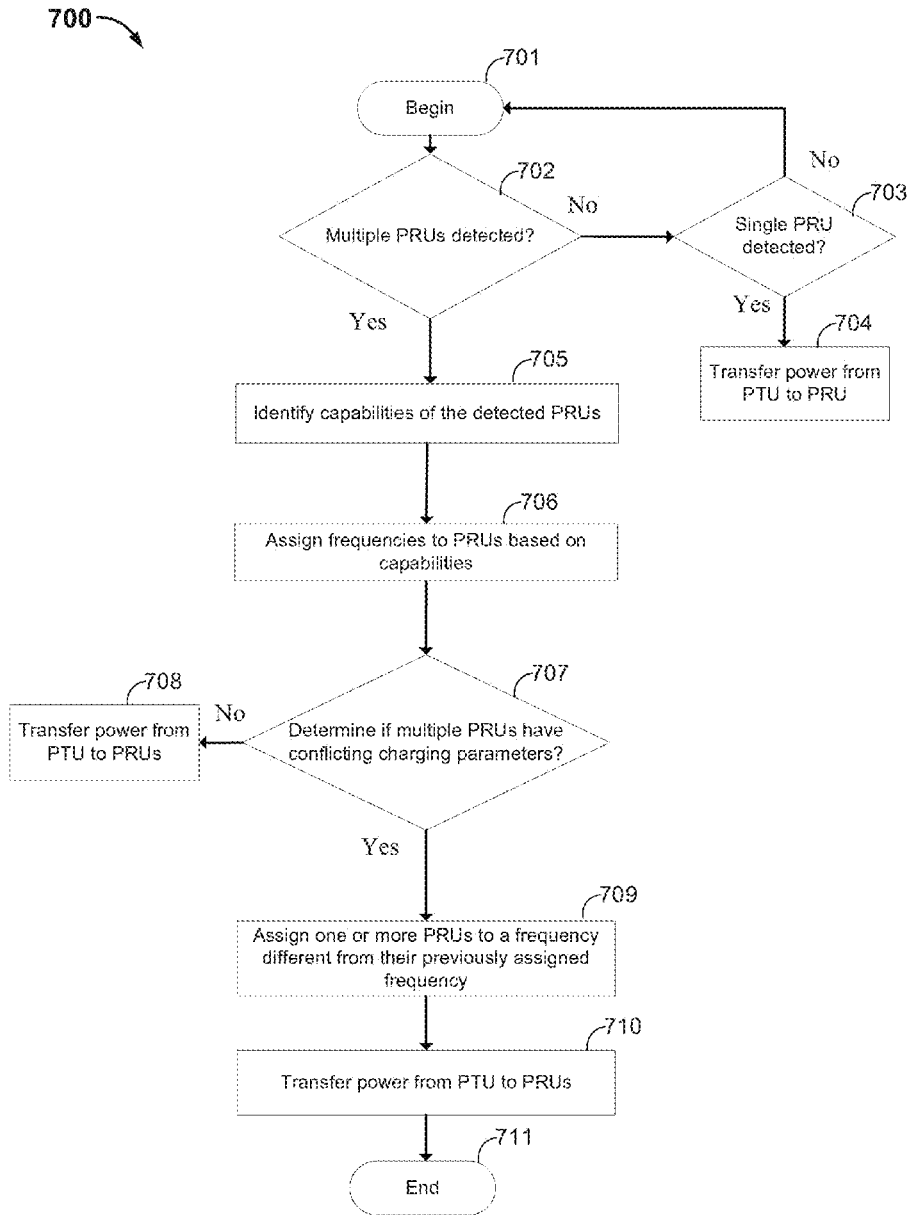 700
701
Begin
702
No
No
703
Multiple PRUs detected?
Single PRU
detected?
Yes
Yes
704
705
Transfer power from
PTU to PRU
Identify capabilities of the detected PRUs
706
Assign frequencies to PRUs based on
capabilities
707
708
No
Transfer power from
PTU to PRUs
Determine if multiple PRUs have
conflicting charging parameters?
Yes
709
Assign one or more PRUs to a frequency
different from their previously assigned
frequency
710
Transfer power from PTU to PRUs
711
End